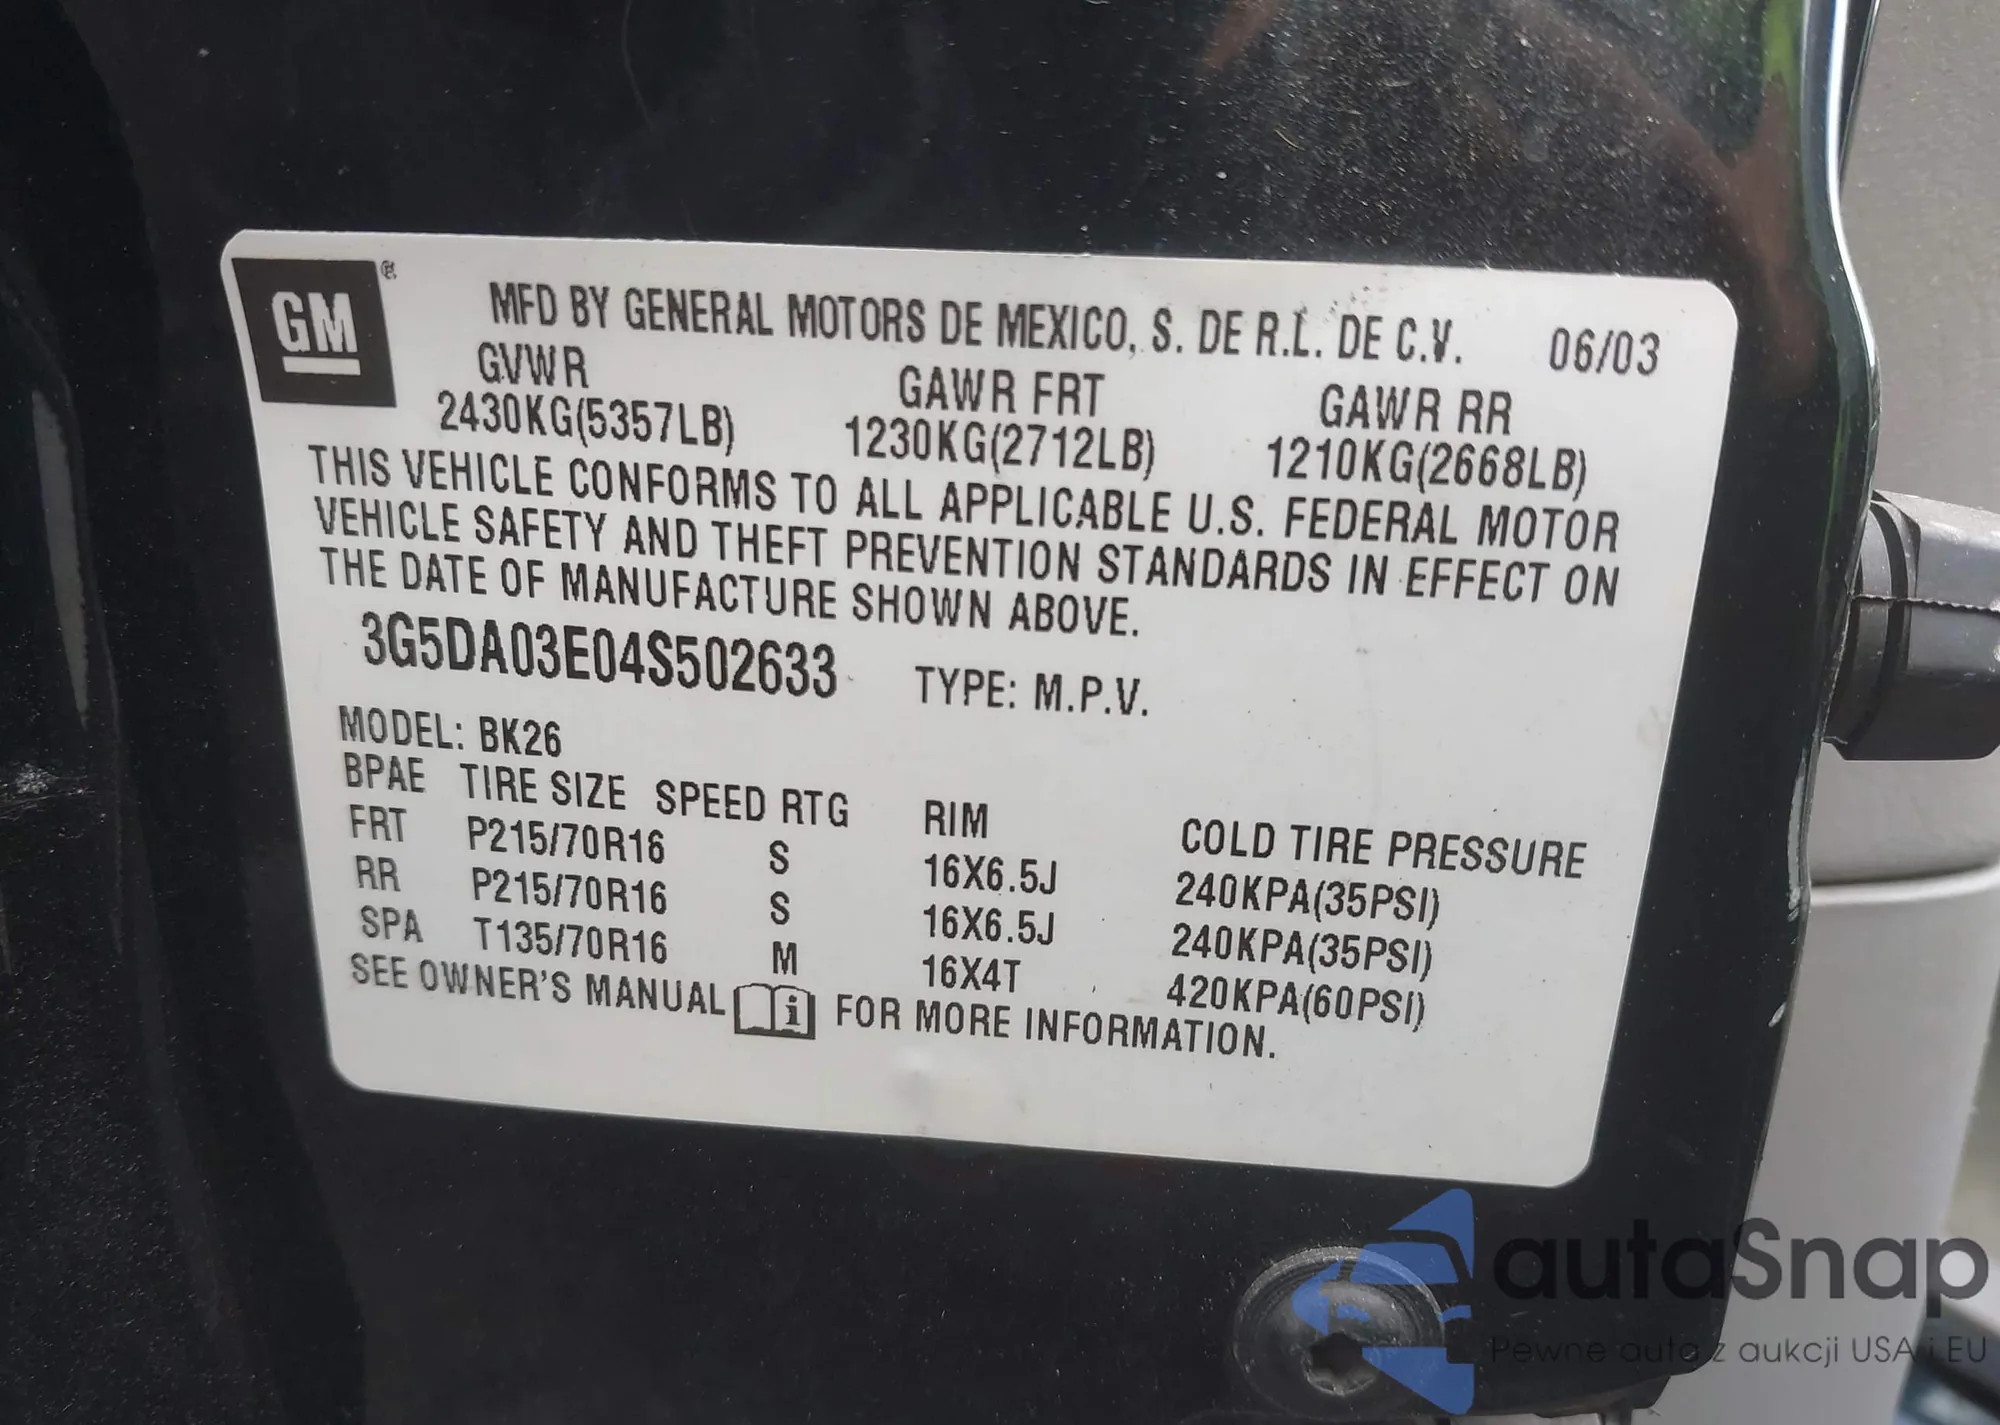 GM
MFD BY GENERAL MOTORS DE MEXICO, S. DE R.L. DE C.V. 06/03
GVWR GAWR FRT GAWR RR
2430KG(5357LB) 1230KG(2712LB) 1210KG(2668LB)
THIS VEHICLE CONFORMS TO ALL APPLICABLE U.S. FEDERAL MOTOR
VEHICLE SAFETY AND THEFT PREVENTION STANDARDS IN EFFECT ON
THE DATE OF MANUFACTURE SHOWN ABOVE.
3G5DA03E04S502633 TYPE: M.P.V.
MODEL: BK26
BPAE TIRE SIZE SPEED RTG RIM COLD TIRE PRESSURE
FRT P215/70R16 S 16X6.5J 240KPA(35PSI)
RR P215/70R16 S 16X6.5J 240KPA(35PSI)
SPA T135/70R16 M 16X4T 420KPA(60PSI)
SEE OWNER'S MANUAL i FOR MORE INFORMATION.
autaSnap
Pewne auta z aukcji USA i EU